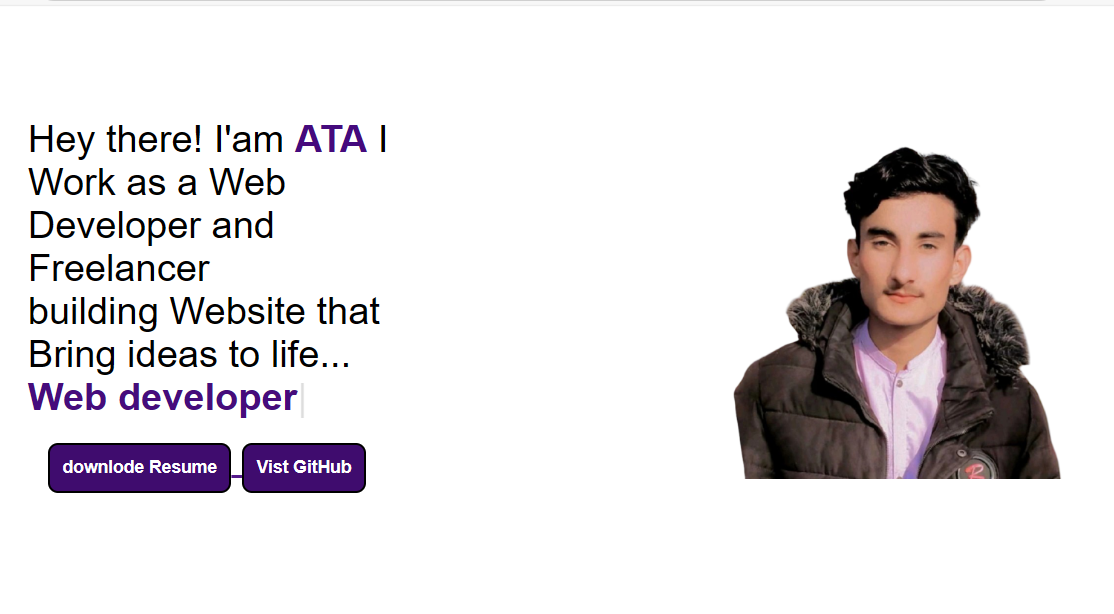 Hey there! I'am ATA I
Work as a Web
Developer and
Freelancer
building Website that
Bring ideas to life...
Web developer
downlode Resume
Vist GitHub